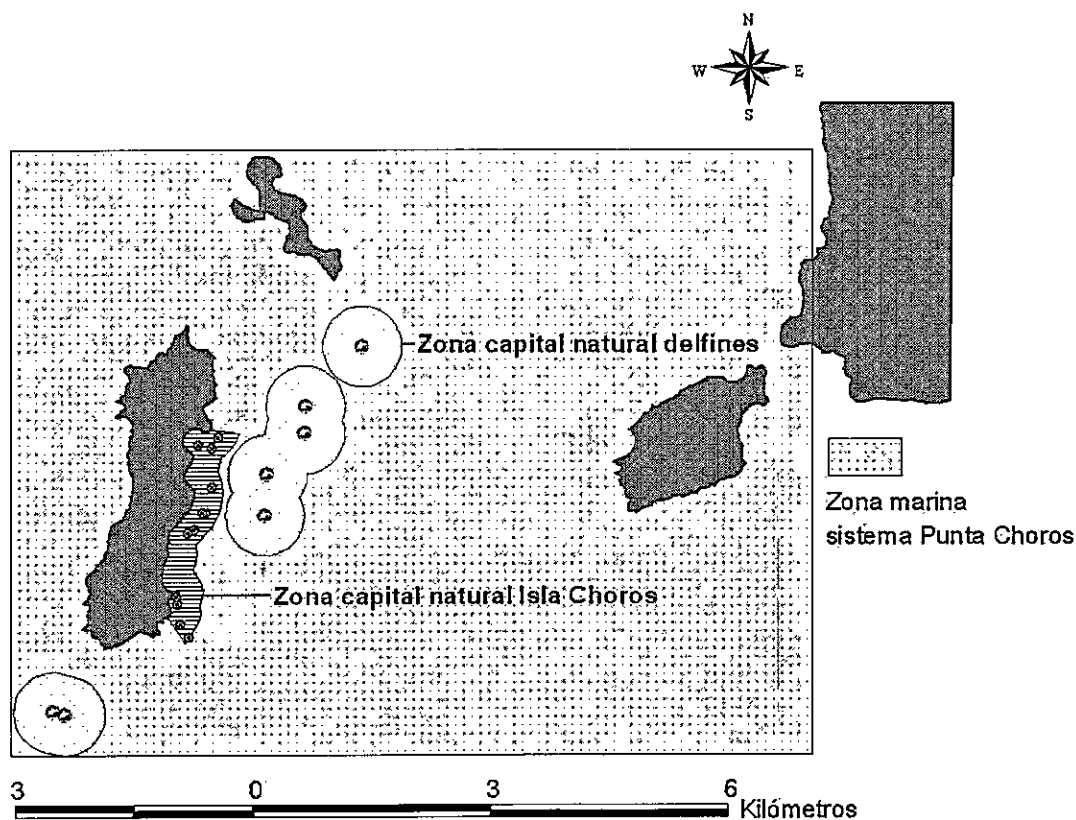 N
W E
S
Zona capital natural delfines
Zona marina
sistema Punta Choros
Zona capital natural Isla Choros
3 0 3 6
Kilómetros